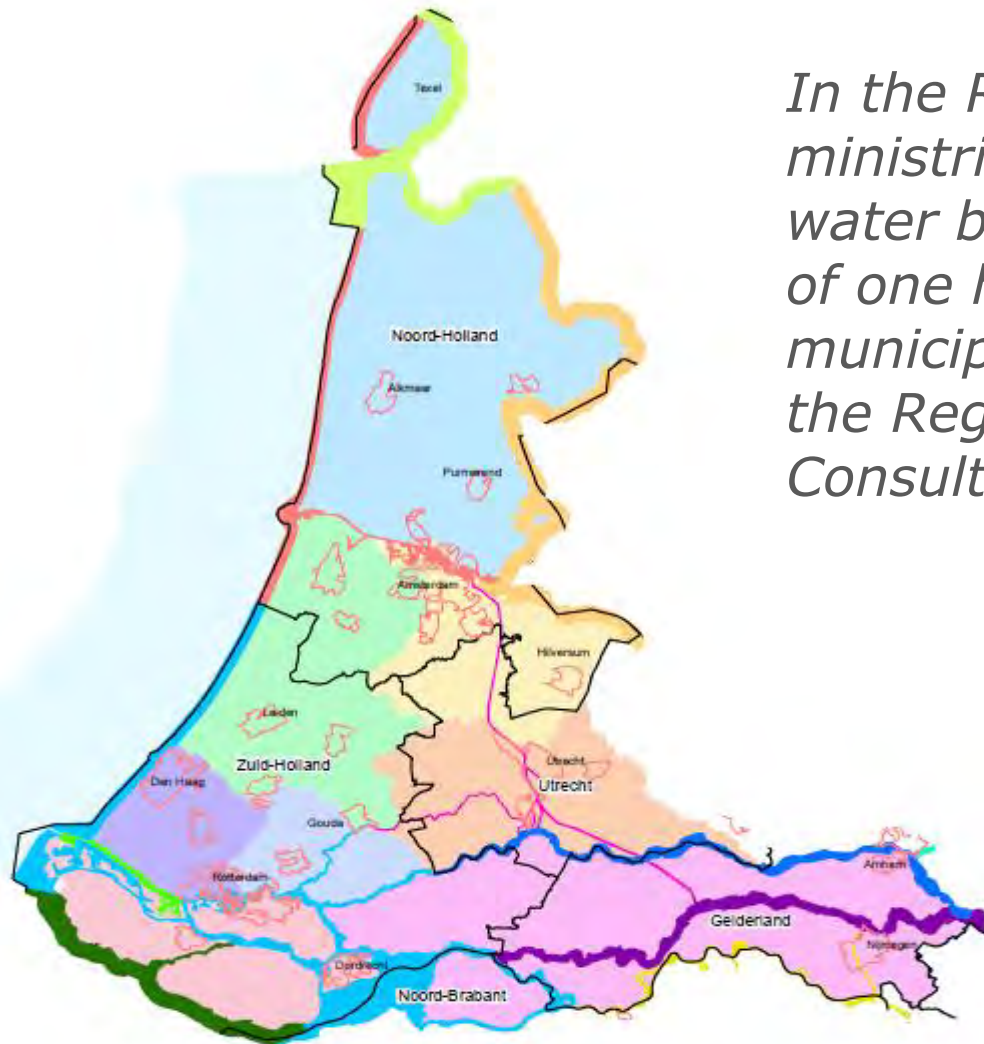 In the R
ministri
water b
of one h
municip
the Reg
Consult
Texel
Noord-Holland
Alkmaar
Purmerend
Amsterdam
Hilversum
Leiden
Zuid-Holland
Den Haag
Utrecht
Utrecht
Gouda
Rotterdam
Arnhem
Gelderland
Nijmegen
Dordrecht
Noord-Brabant